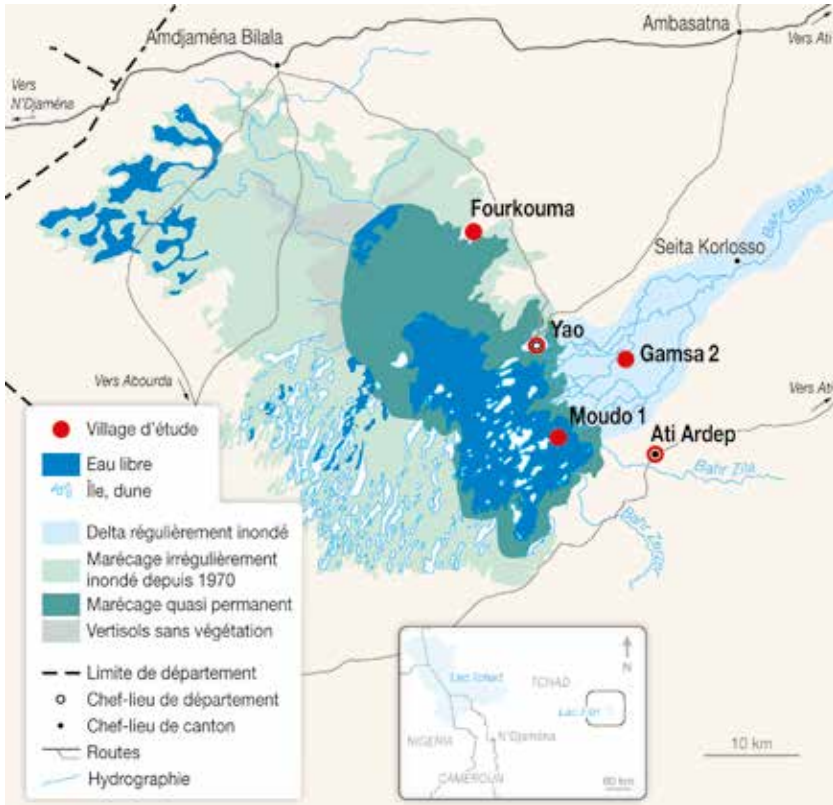 Amdjaména Bilala
Ambasatna
Vers Ati
Vers
N'Djaména
Fourkouma
Bahr Batha
Seita Korlosso
Yao
Gamsa 2
Vers Abourda
Moudo 1
Ati Ardep
Bahr Zilla
Village d'étude
Eau libre
Île, dune
Delta régulièrement inondé
Marécage irrégulièrement
inondé depuis 1970
Marécage quasi permanent
Vertisols sans végétation
Limite de département
Chef-lieu de département
Chef-lieu de canton
Routes
Hydrographie
N
Lac Tchad
TCHAD
Lac Fitri
NIGERIA
N'Djaména
CAMEROUN
80 km
10 km